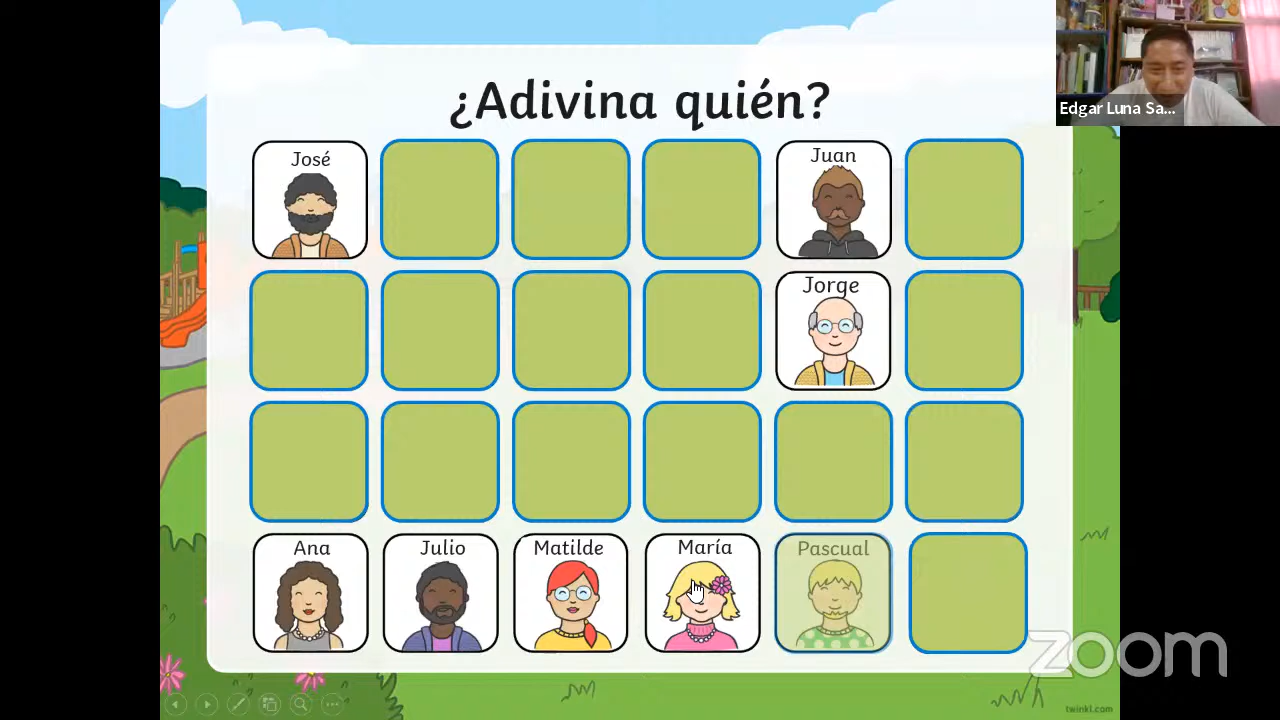 ¿Adivina quién?
Edgar Luna Sa...
José
Juan
Jorge
Ana
Julio
Matilde
María
Pascual
zoom
twinkl.com